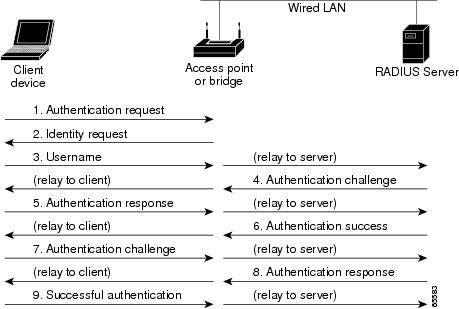 Wired LAN
Client
device
Access point
or bridge
RADIUS Server
1. Authentication request
2. Identity request
3. Username
(relay to server)
(relay to client)
4. Authentication challenge
5. Authentication response
(relay to server)
(relay to client)
6. Authentication success
7. Authentication challenge
(relay to server)
(relay to client)
8. Authentication response
9. Successful authentication
(relay to server)
65583